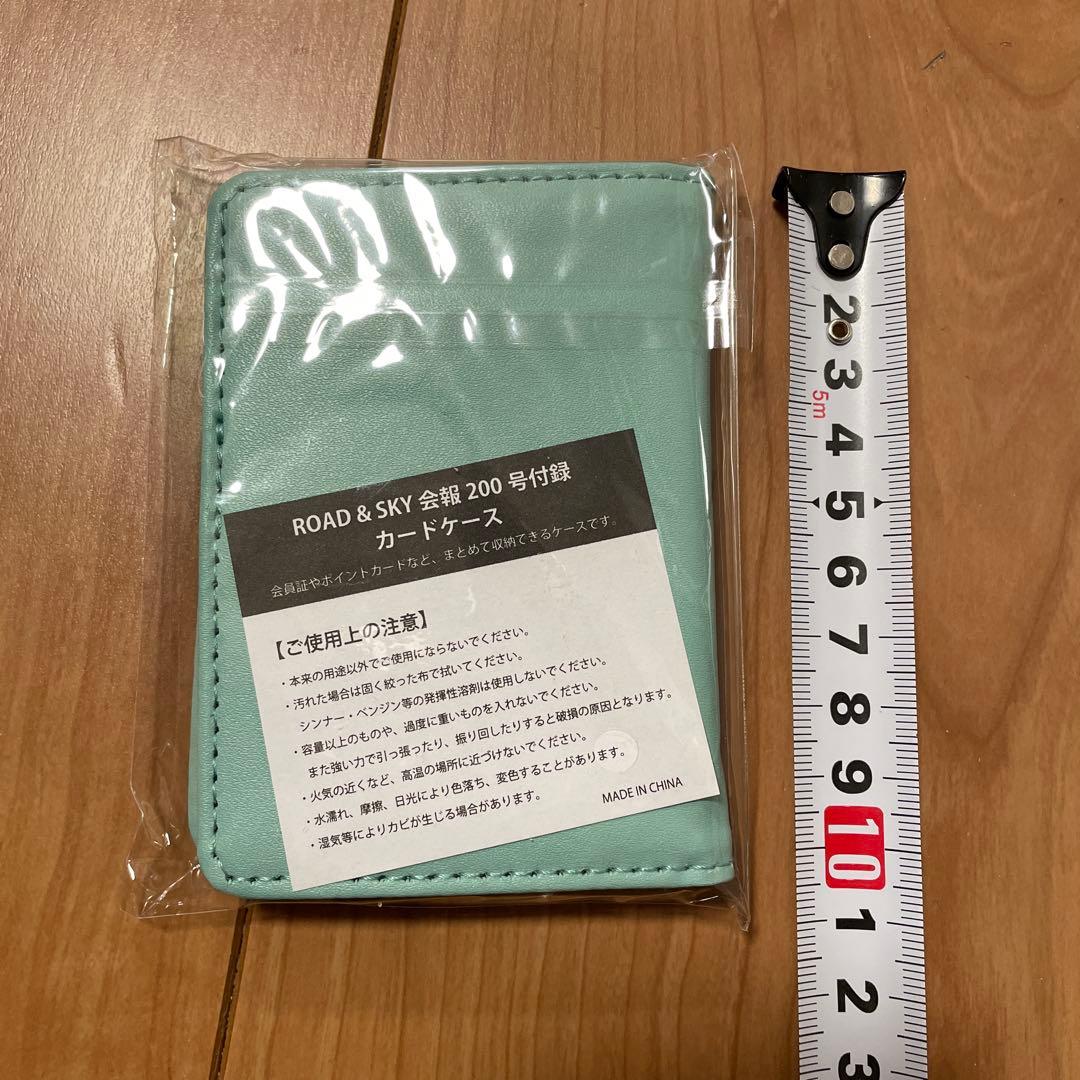 ROAD & SKY 会報 200 号付録
カードケース
会員証やポイントカードなど、まとめて収納できるケースです。
【ご使用上の注意】
・本来の用途以外でご使用にならないでください。
・汚れた場合は固く絞った布で拭いてください。
シンナー・ベンジン等の発揮性溶剤は使用しないでください。
・容量以上のものや、過度に重いものを入れないでください。
また強い力で引っ張ったり、振り回したりすると破損の原因となります。
・火気の近くなど、高温の場所に近づけないでください。
・水濡れ、摩擦、日光により色落ち、変色することがあります。
・湿気等によりカビが生じる場合があります。
MADE IN CHINA
2
3
5m
4
5
6
7
8
9
10
1
2
3